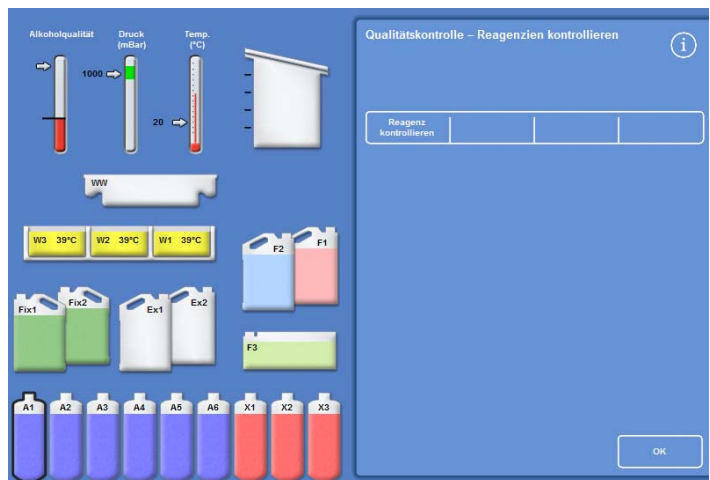 Alkoholqualität
Druck
(mBar)
Temp.
(°C)
1000
20
WW
W3 39°C W2 39°C W1 39°C
F2 F1
Fix1 Fix2 Ex1 Ex2
F3
A1 A2 A3 A4 A5 A6 X1 X2 X3
Qualitätskontrolle – Reagenzien kontrollieren
i
Reagenz
kontrollieren
OK